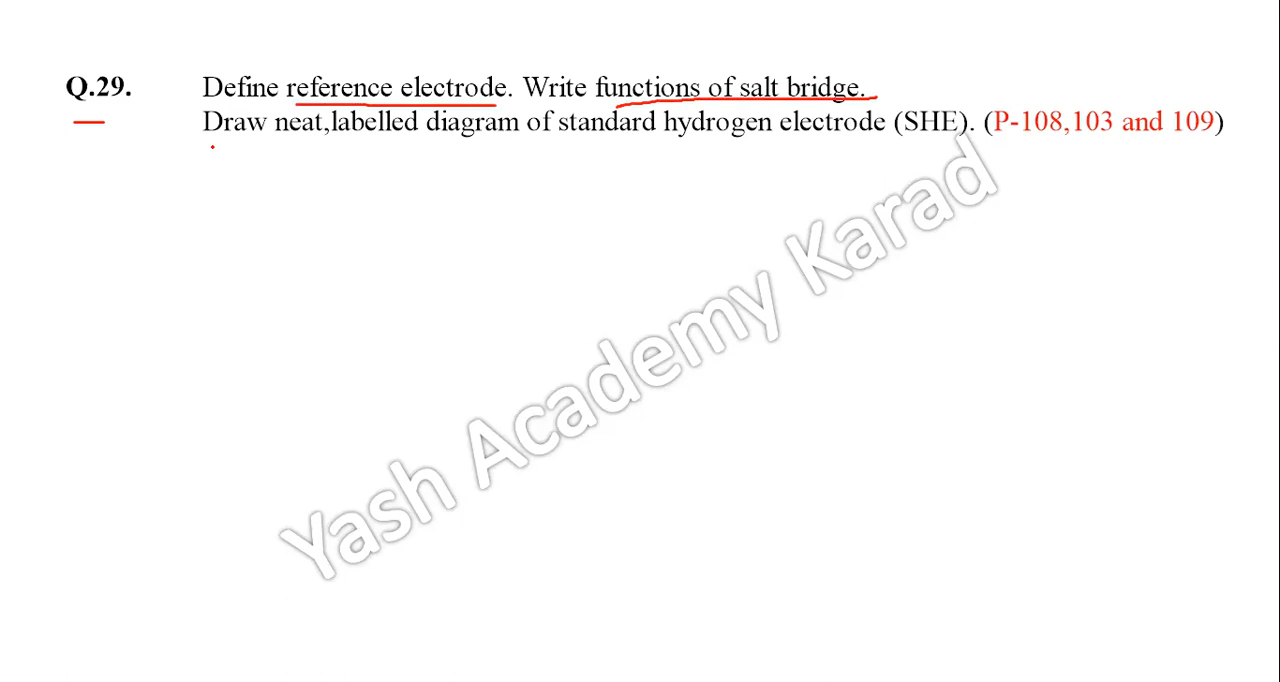 Q.29. Define reference electrode. Write functions of salt bridge.
Draw neat,labelled diagram of standard hydrogen electrode (SHE). (P-108,103 and 109)
Yash Academy Karad